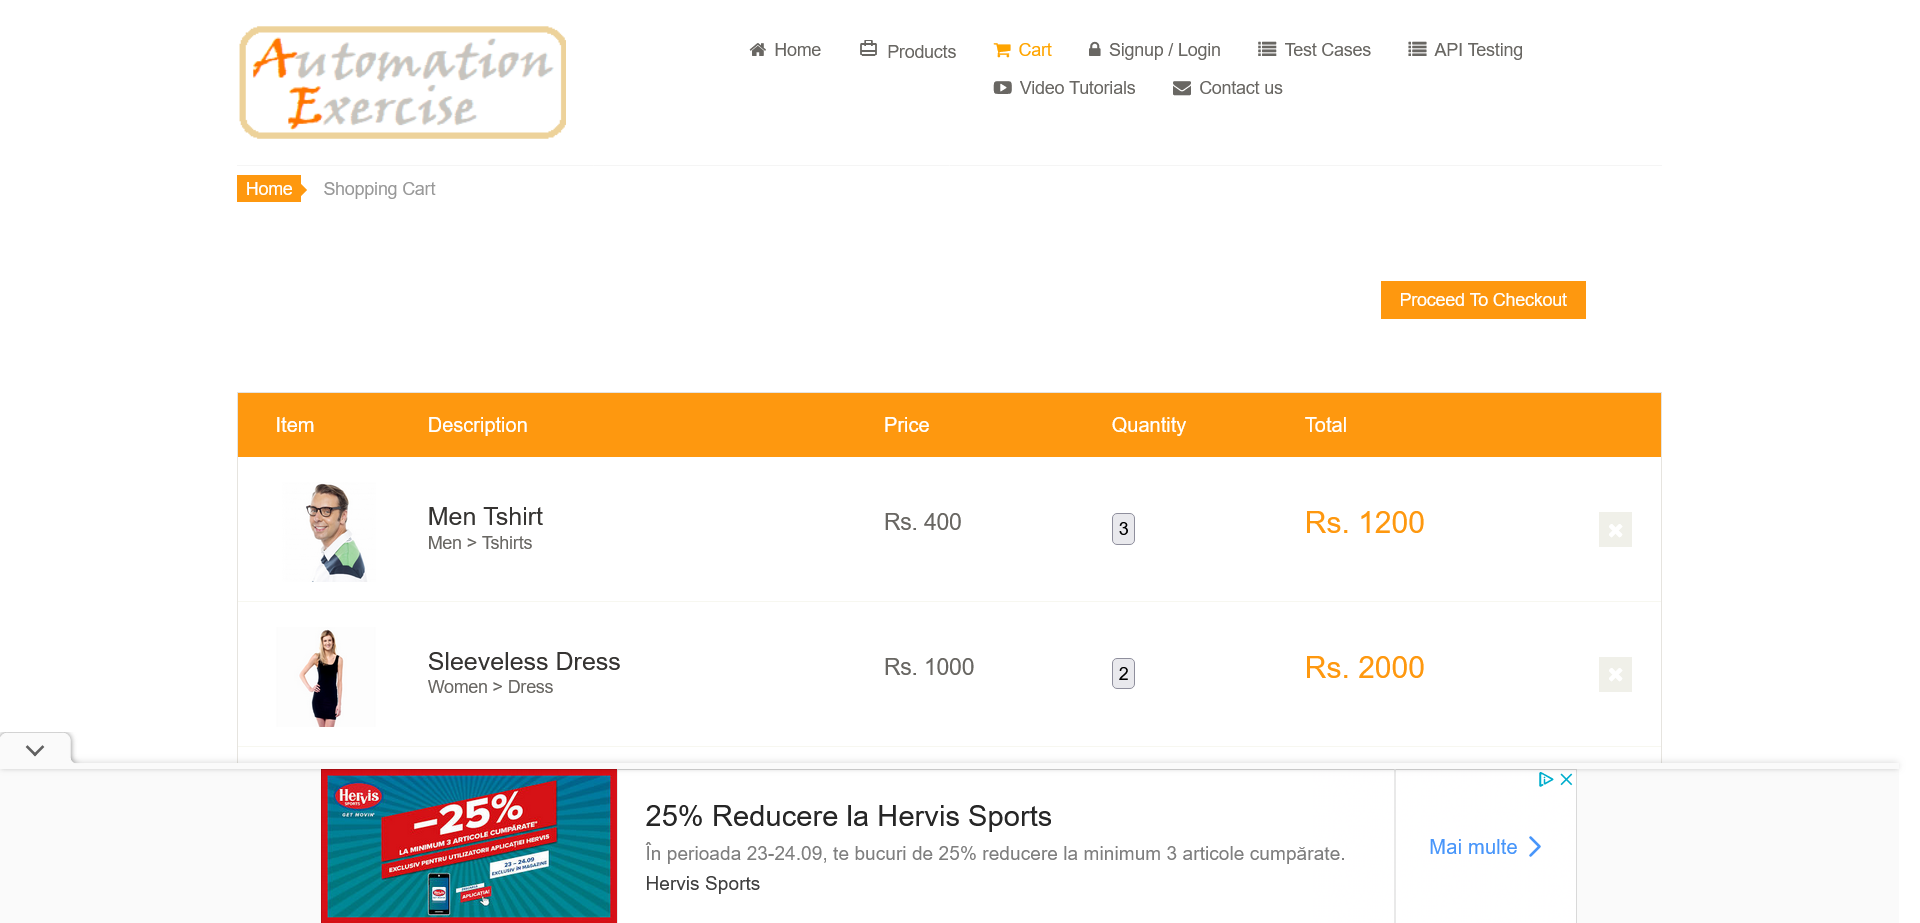 Automation
Exercise
Home
Products
Cart
Signup / Login
Test Cases
API Testing
Video Tutorials
Contact us
Home
Shopping Cart
Proceed To Checkout
Item Description Price Quantity Total
Men Tshirt
Men > Tshirts
Rs. 400
3
Rs. 1200
Sleeveless Dress
Women > Dress
Rs. 1000
2
Rs. 2000
Hervis
SPORTS
GET MOVIN'
-25%
LA MINIMUM 3 ARTICOLE CUMPĂRATE*
EXCLUSIV PENTRU UTILIZATORII APLICAȚIEI HERVIS
23 - 24.09
EXCLUSIV ÎN MAGAZINE
APLICAȚIA!
25% Reducere la Hervis Sports
În perioada 23-24.09, te bucuri de 25% reducere la minimum 3 articole cumpărate.
Hervis Sports
Mai multe